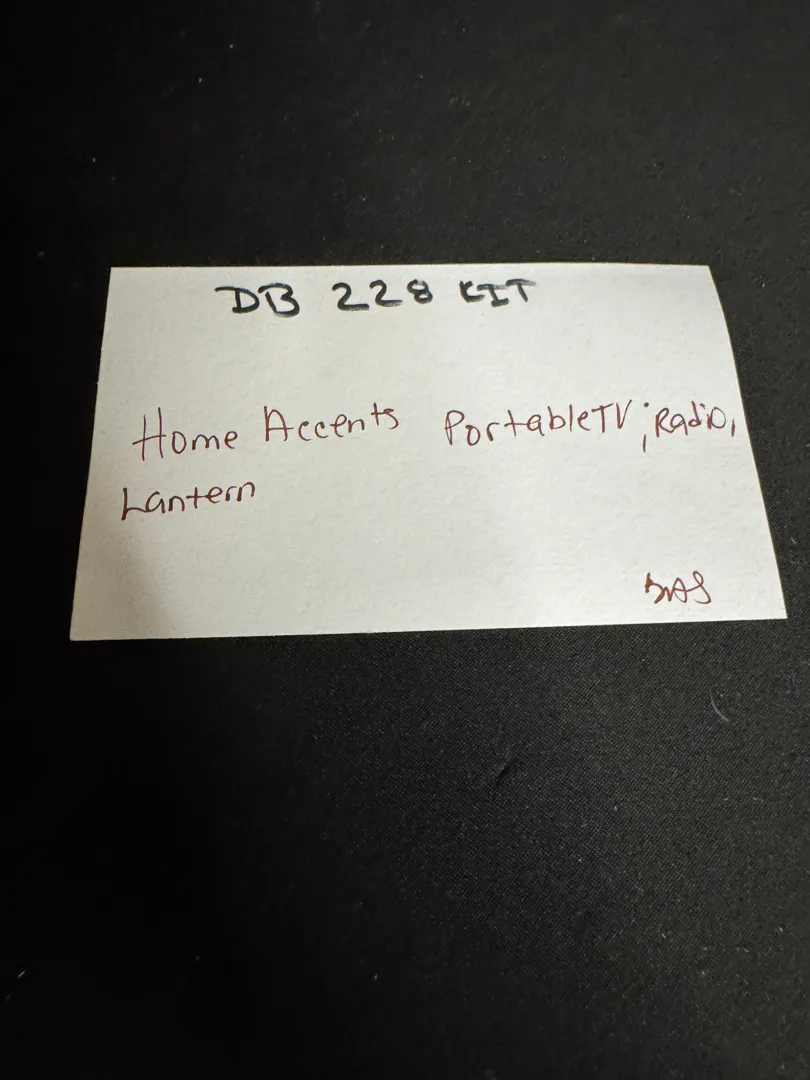 DB 228 KIT
Home Accents PortableTV; Radio,
Lantern